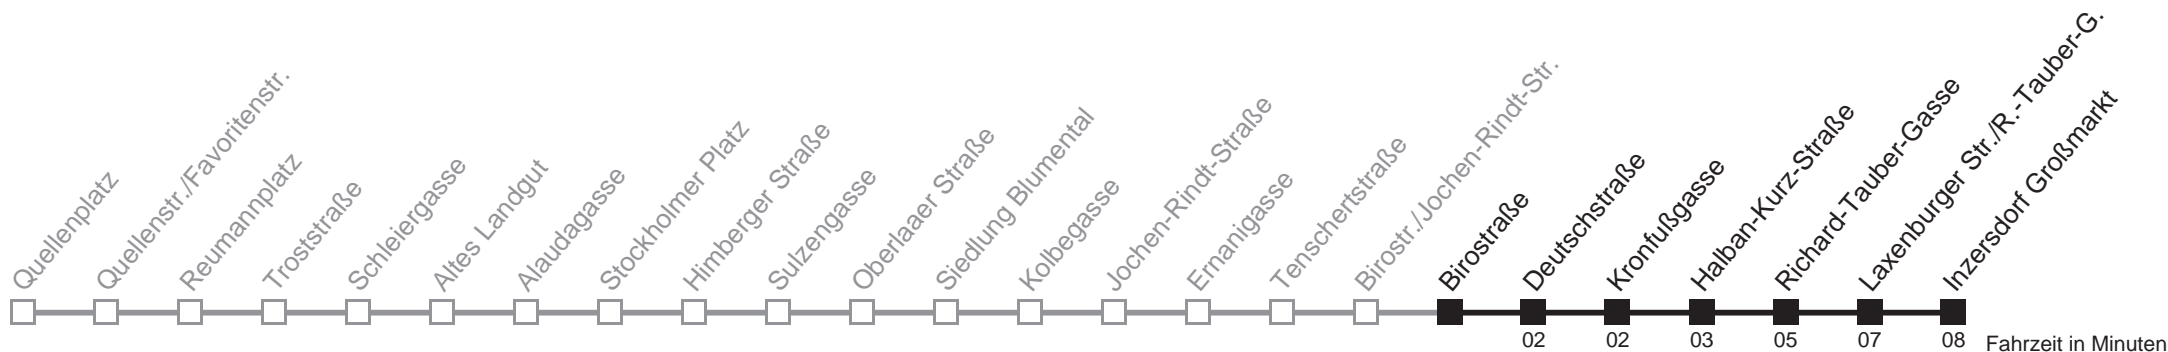 Quellenplatz
Quellenstr./Favoritenstr.
Reumannplatz
Troststraße
Schleiergasse
Altes Landgut
Alaudagasse
Stockholmer Platz
Himberger Straße
Sulzengasse
Oberlaaer Straße
Siedlung Blumental
Kolbegasse
Jochen-Rindt-Straße
Ernanigasse
Tenschertstraße
Birostr./Jochen-Rindt-Str.
Birostraße
Deutschstraße
Kronfußgasse
Halban-Kurz-Straße
Richard-Tauber-Gasse
Laxenburger Str./R.-Tauber-G.
Inzersdorf Großmarkt
02 02 03 05 07 08 Fahrzeit in Minuten